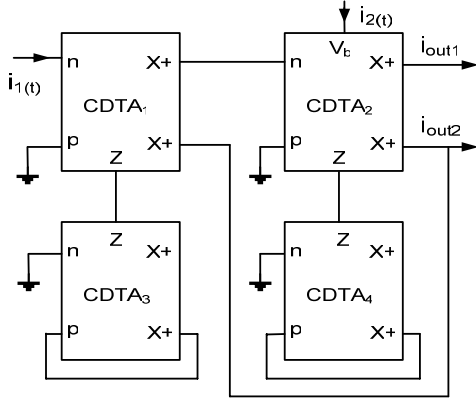 i2(t)
i1(t)
n X+
CDTA1
p X+
Z
Vb
n X+
CDTA2
p X+
Z
iout1
iout2
Z
n X+
CDTA3
p X+
Z
n X+
CDTA4
p X+